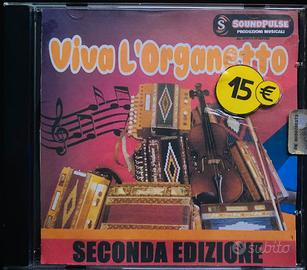 SOUNDPULSE
PRODUZIONI MUSICALI
Viva L'Organetto
15 €
SECONDA EDIZIONE
subito